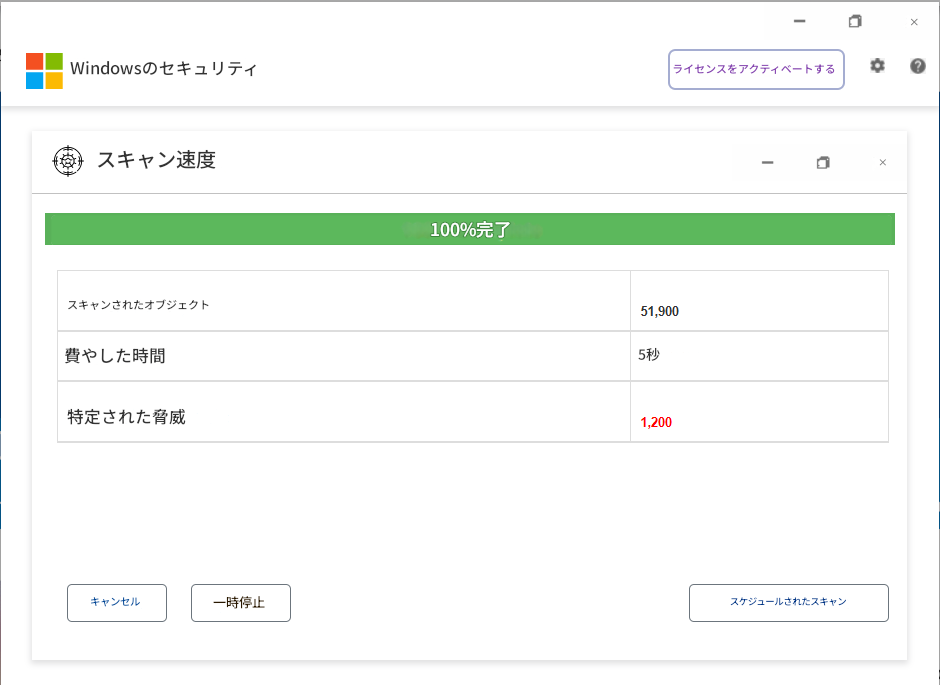 Windowsのセキュリティ
ライセンスをアクティベートする
スキャン速度
100%完了
スキャンされたオブジェクト
51,900
費やした時間
5秒
特定された脅威
1,200
キャンセル
一時停止
スケジュールされたスキャン